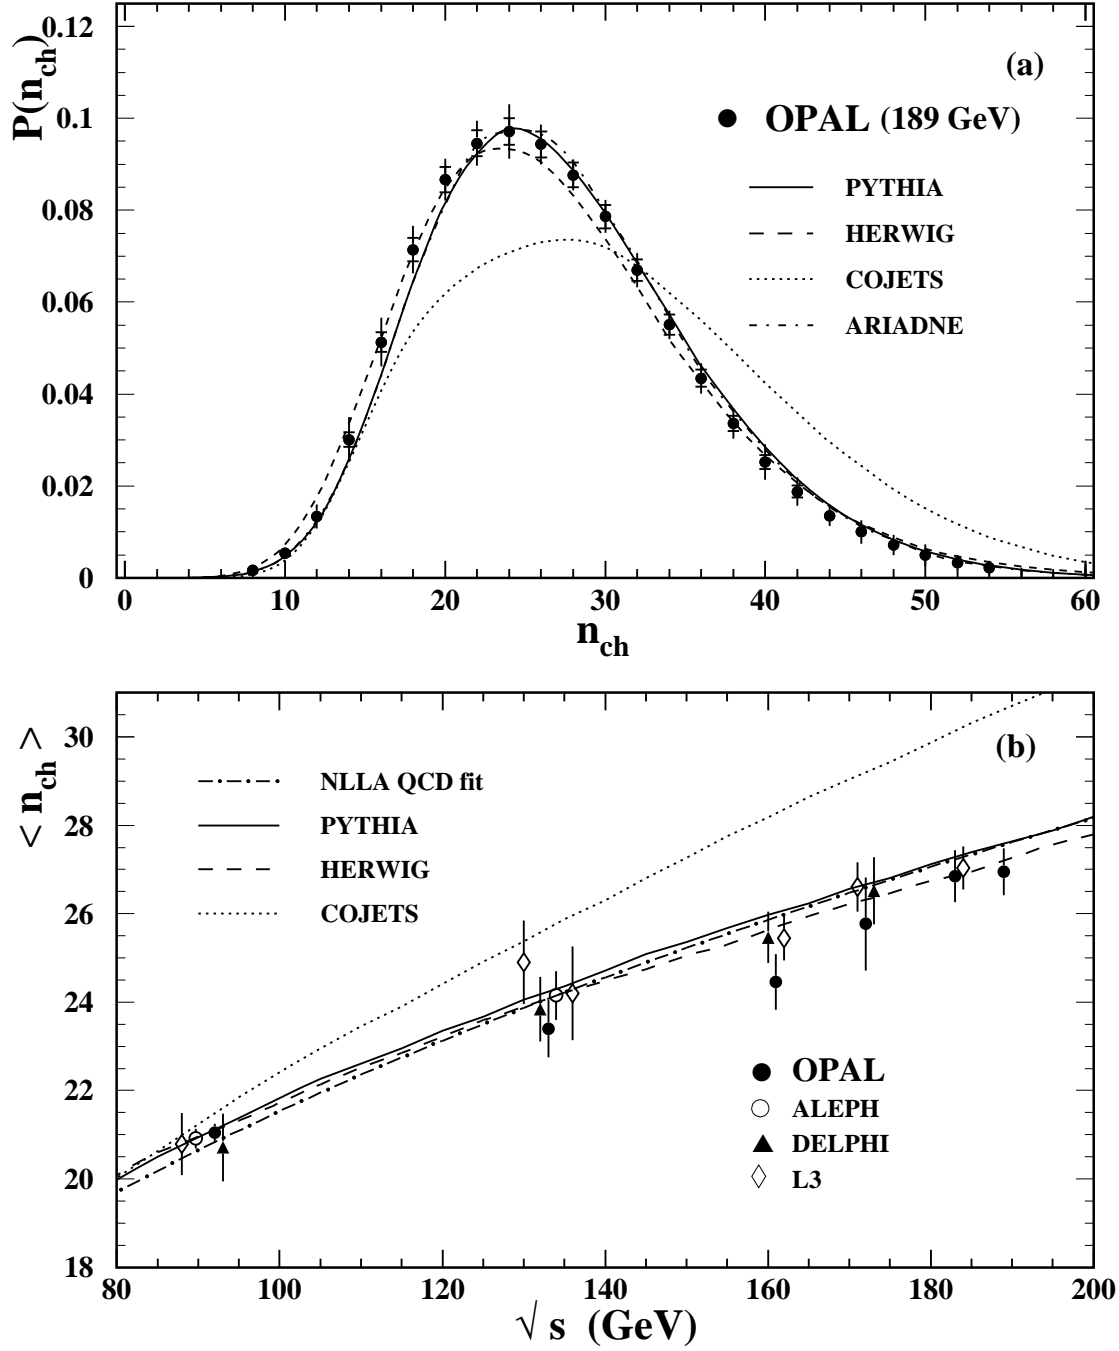 0.12
0.1
0.08
0.06
0.04
0.02
0
P(n_ch)
(a)
OPAL (189 GeV)
PYTHIA
HERWIG
COJETS
ARIADNE
0 10 20 30 40 50 60
n_ch
30
28
26
24
22
20
18
< n_ch >
(b)
NLLA QCD fit
PYTHIA
HERWIG
COJETS
OPAL
ALEPH
DELPHI
L3
80 100 120 140 160 180 200
√ s (GeV)